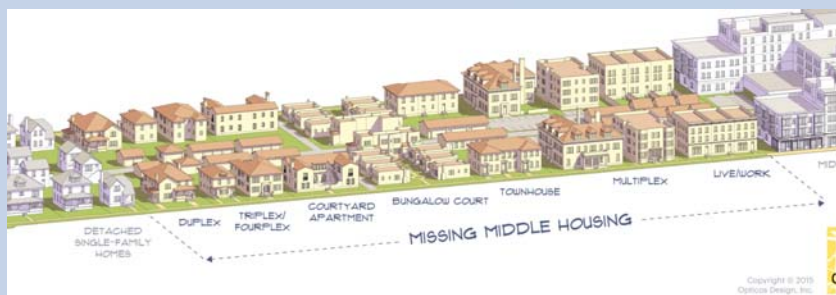 DETACHED
SINGLE-FAMILY
HOMES
DUPLEX
TRIPLEX/
FOURPLEX
COURTYARD
APARTMENT
BUNGALOW COURT
TOWNHOUSE
MULTIPLEX
LIVE/WORK
MID
MISSING MIDDLE HOUSING
Copyright © 2015
Opticos Design, Inc.